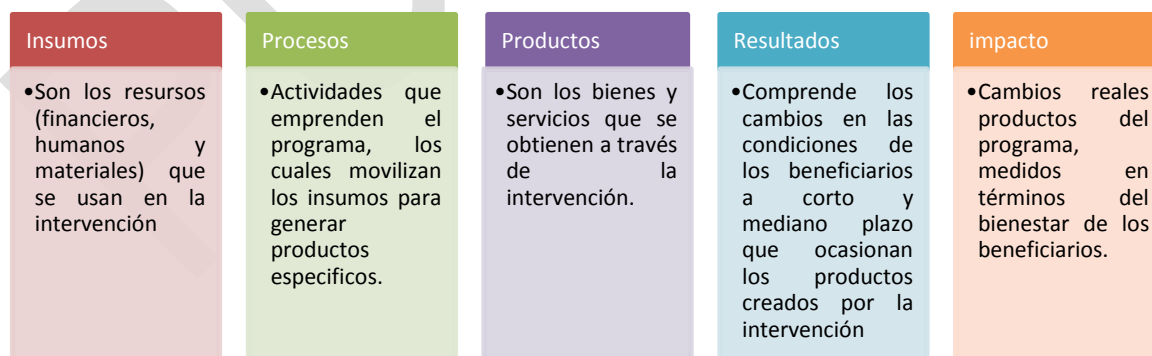 Insumos
•Son los resursos
(financieros,
humanos y
materiales) que
se usan en la
intervención
Procesos
•Actividades que
emprenden el
programa, los
cuales movilizan
los insumos para
generar
productos
especificos.
Productos
•Son los bienes y
servicios que se
obtienen a través
de la
intervención.
Resultados
•Comprende los
cambios en las
condiciones de
los beneficiarios
a corto y
mediano plazo
que ocasionan
los productos
creados por la
intervención
impacto
•Cambios reales
productos del
programa,
medidos en
términos del
bienestar de los
beneficiarios.